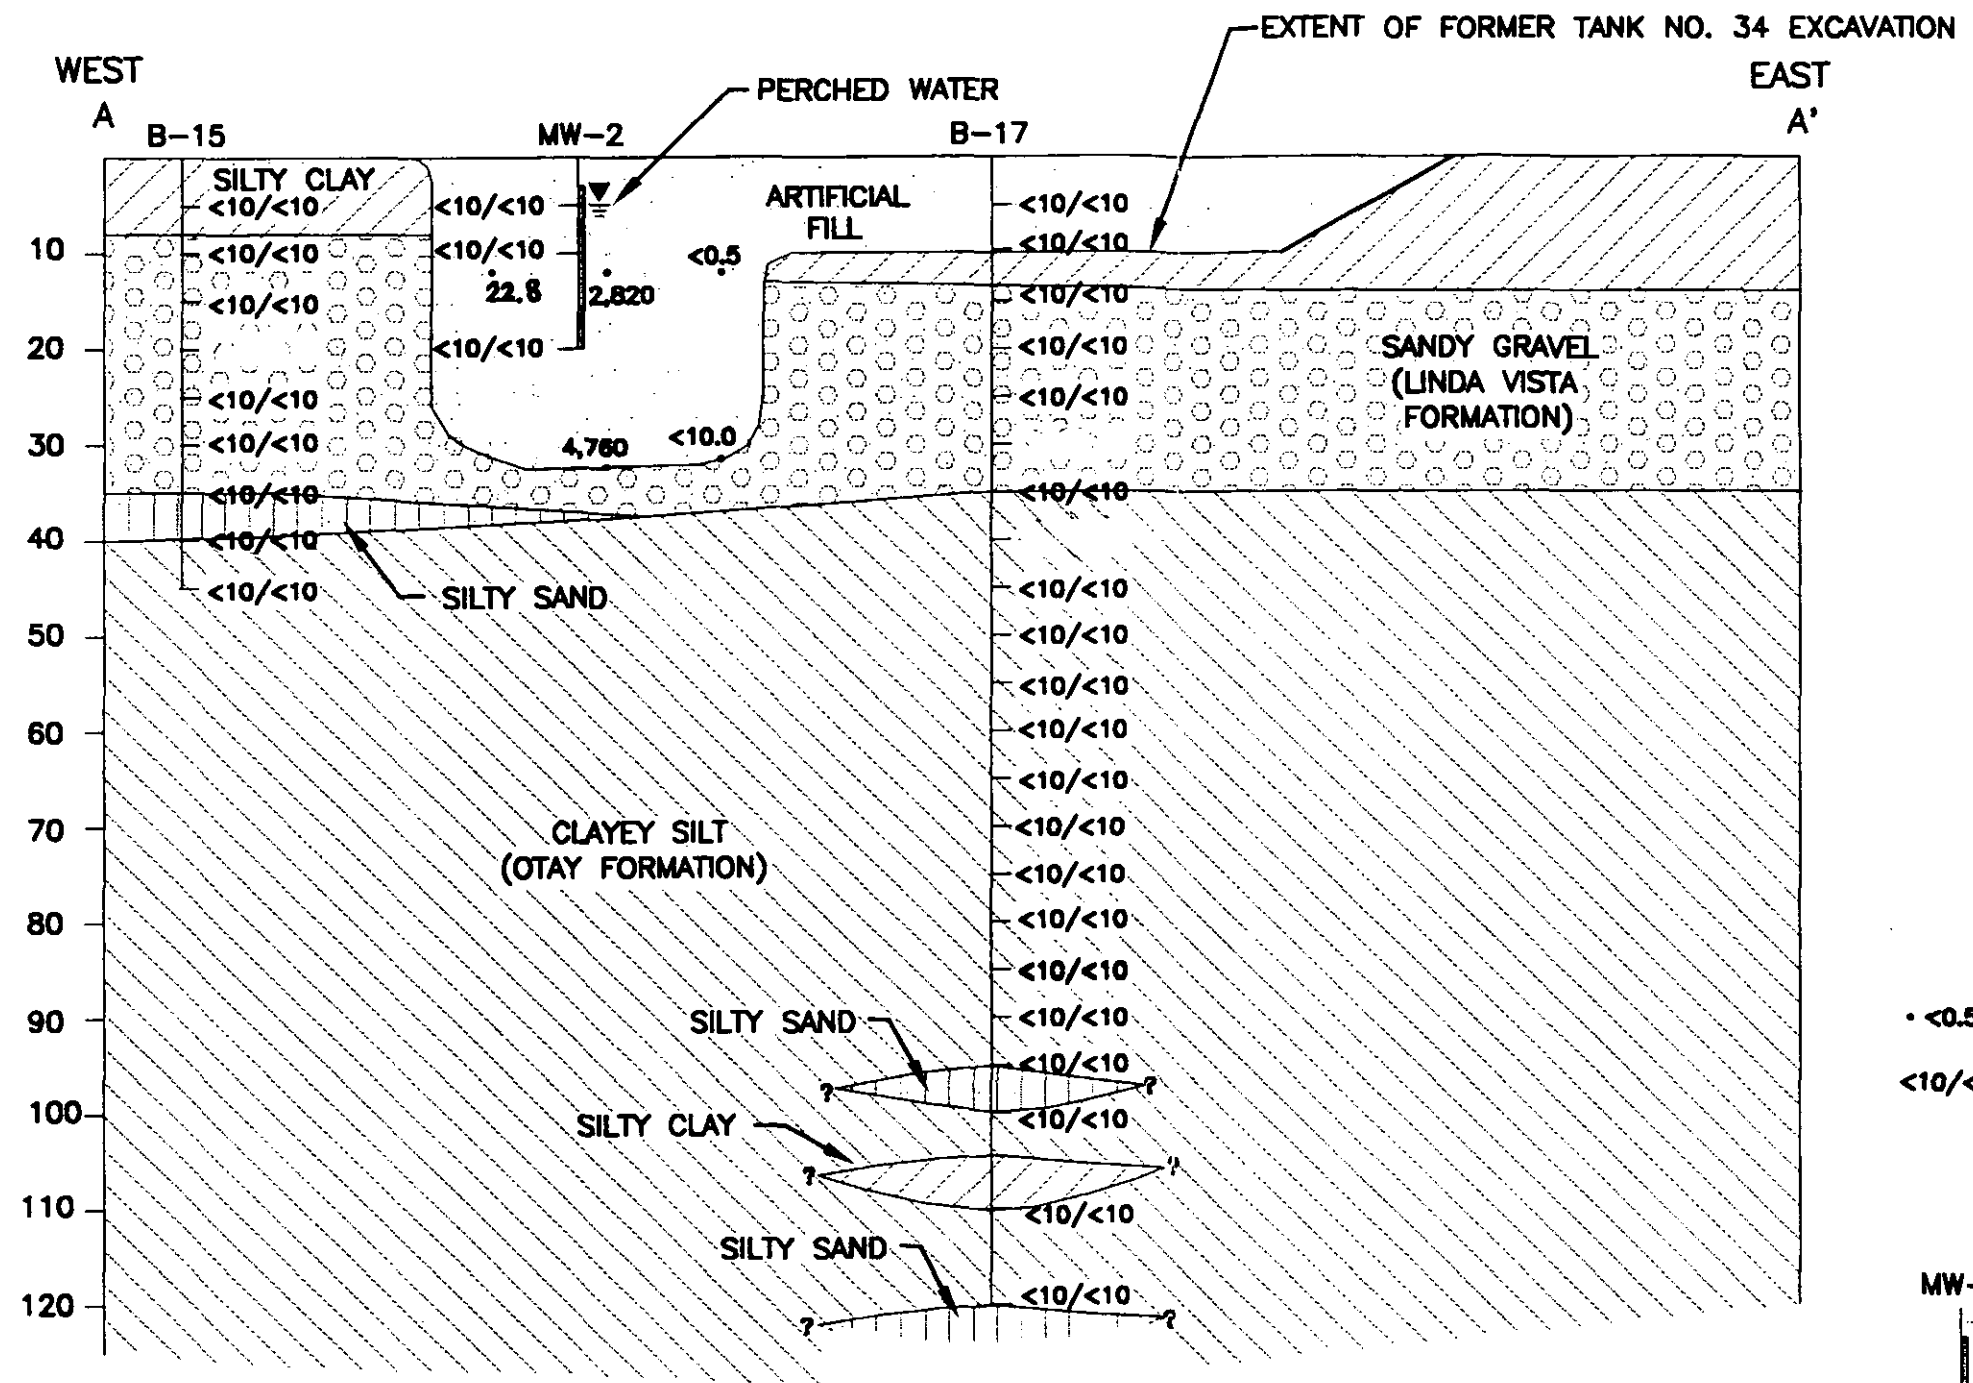 EXTENT OF FORMER TANK NO. 34 EXCAVATION
WEST
EAST
PERCHED WATER
A
A'
B-15
MW-2
B-17
SILTY CLAY
ARTIFICIAL
FILL
<10/<10
<10/<10
<10/<10
10
<10/<10
<10/<10
<0.5
<10/<10
22.8
2,820
<10/<10
<10/<10
20
<10/<10
<10/<10
SANDY GRAVEL
(LINDA VISTA
FORMATION)
<10/<10
<10/<10
30
<10/<10
4,760
<10.0
<10/<10
<10/<10
40
<10/<10
<10/<10
SILTY SAND
<10/<10
50
<10/<10
<10/<10
60
<10/<10
<10/<10
70
CLAYEY SILT
(OTAY FORMATION)
<10/<10
<10/<10
80
<10/<10
<10/<10
90
SILTY SAND
<10/<10
<0.5
<10/<10
<10/<
?
?
100
SILTY CLAY
<10/<10
?
?
110
<10/<10
SILTY SAND
MW-
120
<10/<10
?
?